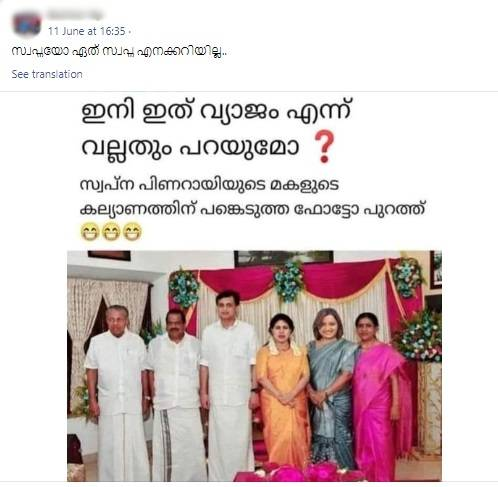 11 June at 16:35 ·
സ്വപ്നയോ ഏത് സ്വപ്ന എനക്കറിയില്ല..
See translation
ഇനി ഇത് വ്യാജം എന്ന്
വല്ലതും പറയുമോ ❓
സ്വപ്ന പിണറായിയുടെ മകളുടെ
കല്യാണത്തിന് പങ്കെടുത്ത ഫോട്ടോ പുറത്ത്
😁😁😁